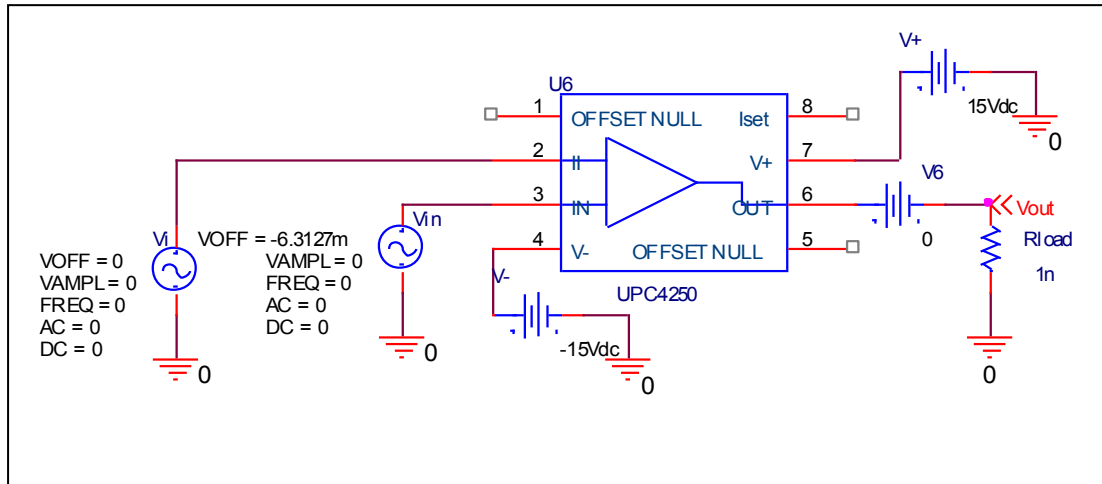 V+
15Vdc
0
U6
1
OFFSET NULL
Iset
8
2
II
V+
7
3
IN
OUT
6
4
V-
OFFSET NULL
5
UPC4250
V6
0
Vout
Rload
1n
0
Vi
VOFF = 0
VAMPL = 0
FREQ = 0
AC = 0
DC = 0
0
Vin
VOFF = -6.3127m
VAMPL = 0
FREQ = 0
AC = 0
DC = 0
0
V-
-15Vdc
0